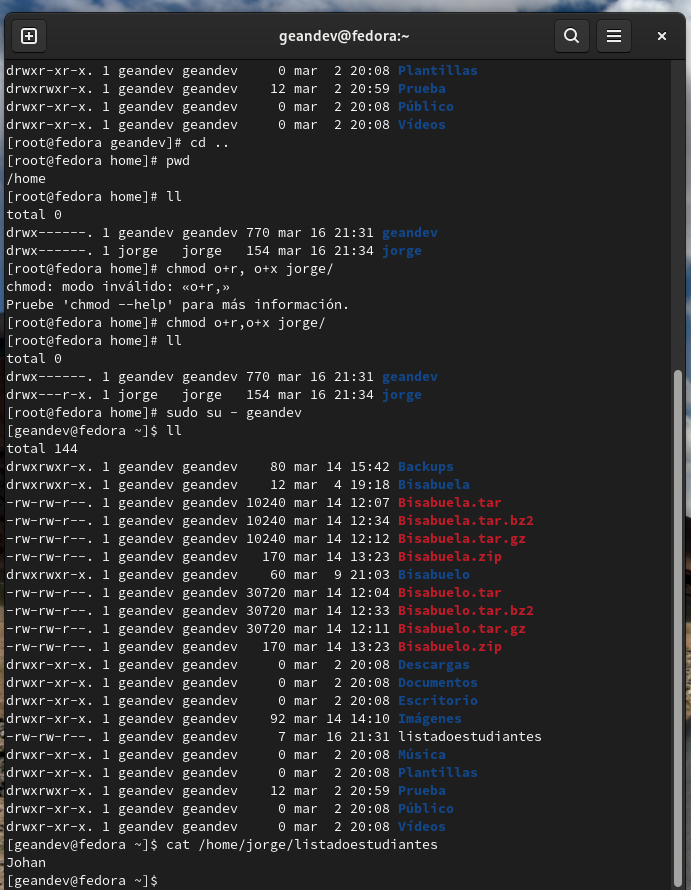 geandev@fedora:~
drwxr-xr-x. 1 geandev geandev     0 mar  2 20:08 Plantillas
drwxrwxr-x. 1 geandev geandev    12 mar  2 20:59 Prueba
drwxr-xr-x. 1 geandev geandev     0 mar  2 20:08 Público
drwxr-xr-x. 1 geandev geandev     0 mar  2 20:08 Vídeos
[root@fedora geandev]# cd ..
[root@fedora home]# pwd
/home
[root@fedora home]# ll
total 0
drwx------. 1 geandev geandev 770 mar 16 21:31 geandev
drwx------. 1 jorge   jorge   154 mar 16 21:34 jorge
[root@fedora home]# chmod o+r, o+x jorge/
chmod: modo inválido: «o+r,»
Pruebe 'chmod --help' para más información.
[root@fedora home]# chmod o+r,o+x jorge/
[root@fedora home]# ll
total 0
drwx------. 1 geandev geandev 770 mar 16 21:31 geandev
drwx---r-x. 1 jorge   jorge   154 mar 16 21:34 jorge
[root@fedora home]# sudo su - geandev
[geandev@fedora ~]$ ll
total 144
drwxrwxr-x. 1 geandev geandev    80 mar 14 15:42 Backups
drwxrwxr-x. 1 geandev geandev    12 mar  4 19:18 Bisabuela
-rw-rw-r--. 1 geandev geandev 10240 mar 14 12:07 Bisabuela.tar
-rw-rw-r--. 1 geandev geandev 10240 mar 14 12:34 Bisabuela.tar.bz2
-rw-rw-r--. 1 geandev geandev 10240 mar 14 12:12 Bisabuela.tar.gz
-rw-rw-r--. 1 geandev geandev   170 mar 14 13:23 Bisabuela.zip
drwxrwxr-x. 1 geandev geandev    60 mar  9 21:03 Bisabuelo
-rw-rw-r--. 1 geandev geandev 30720 mar 14 12:04 Bisabuelo.tar
-rw-rw-r--. 1 geandev geandev 30720 mar 14 12:33 Bisabuelo.tar.bz2
-rw-rw-r--. 1 geandev geandev 30720 mar 14 12:11 Bisabuelo.tar.gz
-rw-rw-r--. 1 geandev geandev   170 mar 14 13:23 Bisabuelo.zip
drwxr-xr-x. 1 geandev geandev     0 mar  2 20:08 Descargas
drwxr-xr-x. 1 geandev geandev     0 mar  2 20:08 Documentos
drwxr-xr-x. 1 geandev geandev     0 mar  2 20:08 Escritorio
drwxr-xr-x. 1 geandev geandev    92 mar 14 14:10 Imágenes
-rw-rw-r--. 1 geandev geandev     7 mar 16 21:31 listadoestudiantes
drwxr-xr-x. 1 geandev geandev     0 mar  2 20:08 Música
drwxr-xr-x. 1 geandev geandev     0 mar  2 20:08 Plantillas
drwxrwxr-x. 1 geandev geandev    12 mar  2 20:59 Prueba
drwxr-xr-x. 1 geandev geandev     0 mar  2 20:08 Público
drwxr-xr-x. 1 geandev geandev     0 mar  2 20:08 Vídeos
[geandev@fedora ~]$ cat /home/jorge/listadoestudiantes
Johan
[geandev@fedora ~]$